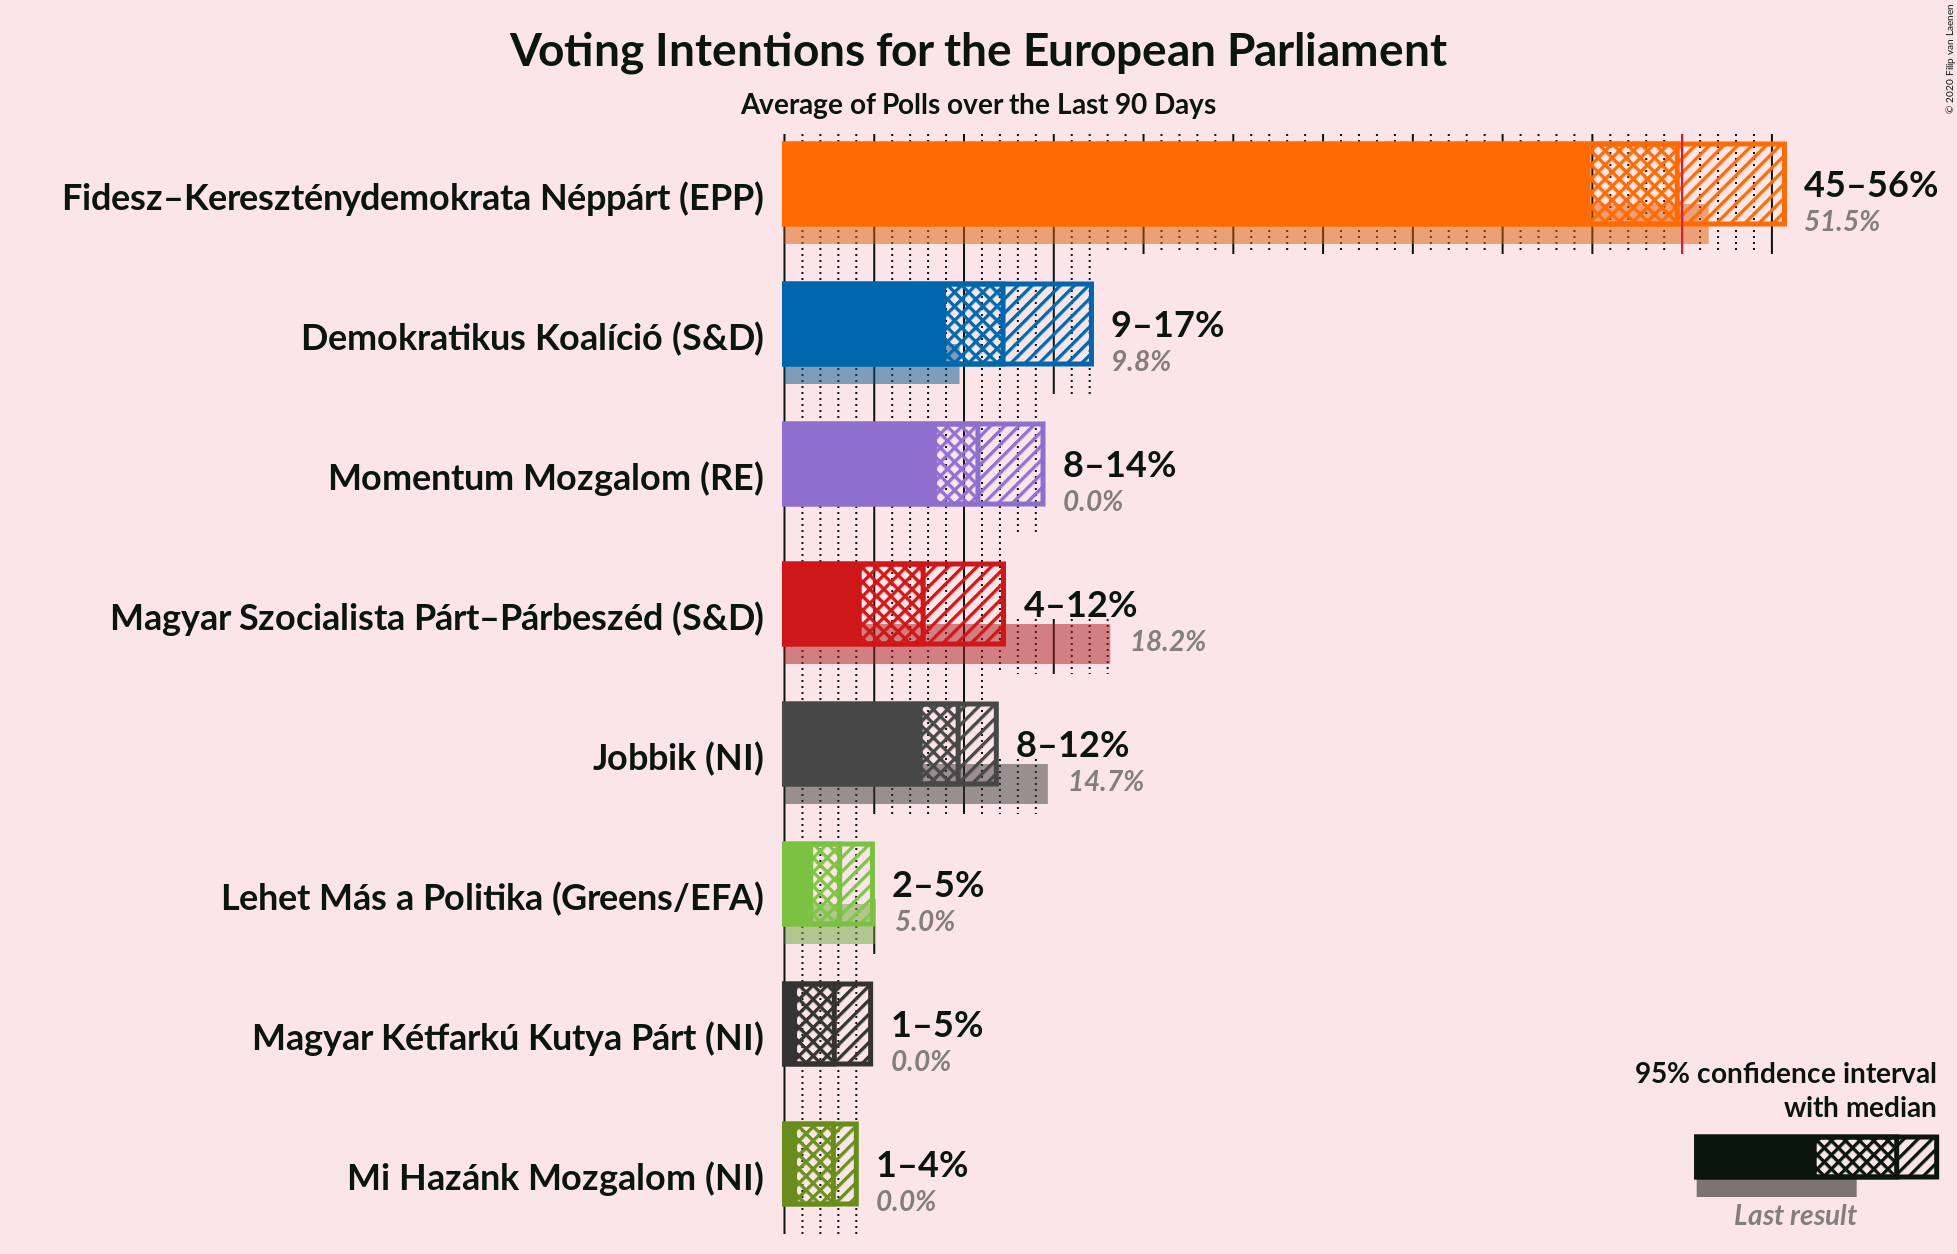 Voting Intentions for the European Parliament
Average of Polls over the Last 90 Days
© 2020 Filip van Laenen
Fidesz–Kereszténydemokrata Néppárt (EPP)
45–56%
51.5%
Demokratikus Koalíció (S&D)
9–17%
9.8%
Momentum Mozgalom (RE)
8–14%
0.0%
Magyar Szocialista Párt–Párbeszéd (S&D)
4–12%
18.2%
Jobbik (NI)
8–12%
14.7%
Lehet Más a Politika (Greens/EFA)
2–5%
5.0%
Magyar Kétfarkú Kutya Párt (NI)
1–5%
0.0%
Mi Hazánk Mozgalom (NI)
1–4%
0.0%
95% confidence interval
with median
Last result